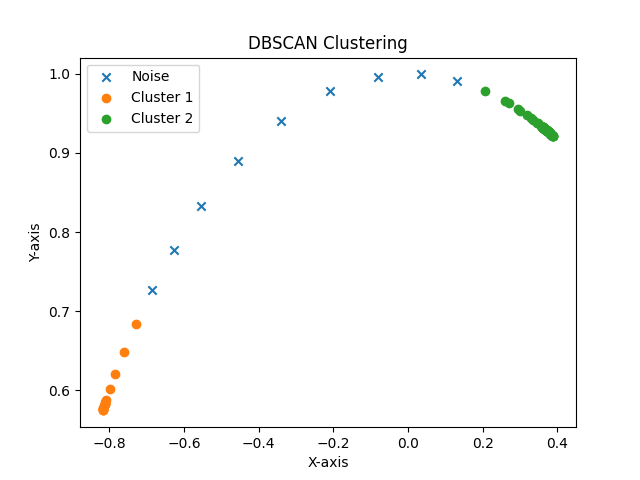 DBSCAN Clustering
Noise
Cluster 1
Cluster 2
1.0
0.9
0.8
0.7
0.6
Y-axis
−0.8 −0.6 −0.4 −0.2 0.0 0.2 0.4
X-axis